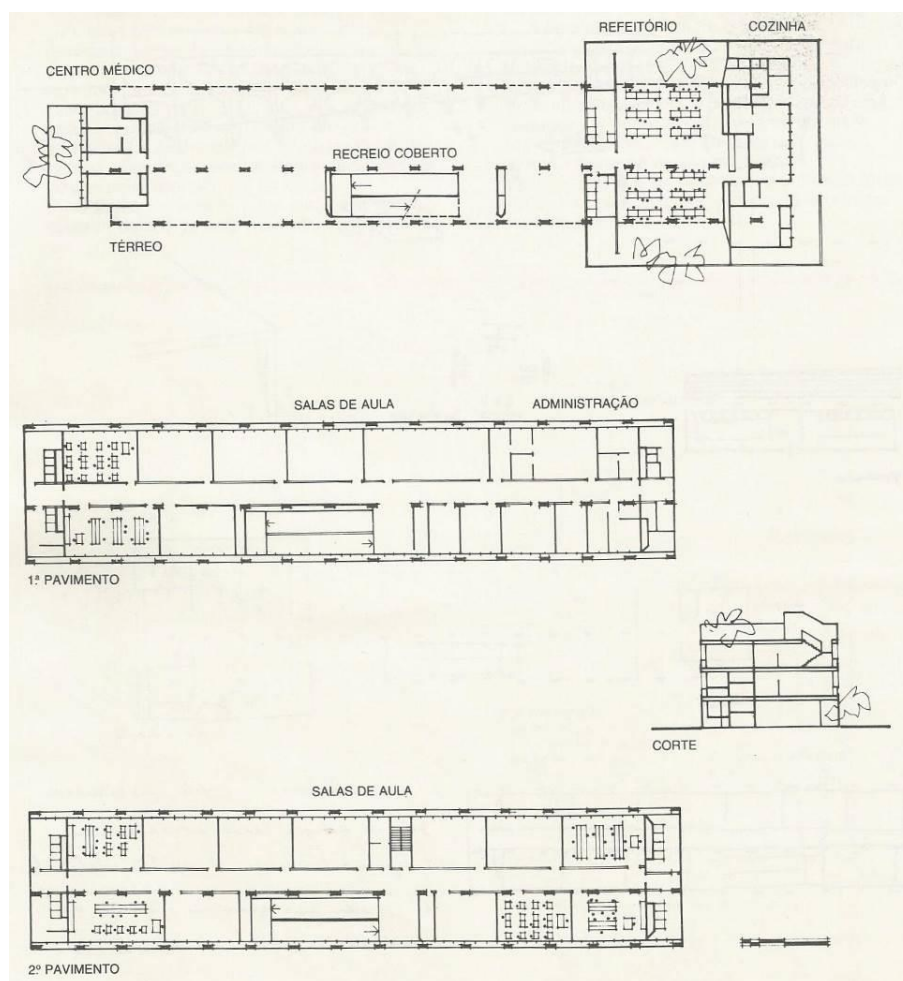 REFEITÓRIO
COZINHA
CENTRO MÉDICO
RECREIO COBERTO
TÉRREO
SALAS DE AULA
ADMINISTRAÇÃO
1º PAVIMENTO
CORTE
SALAS DE AULA
2º PAVIMENTO